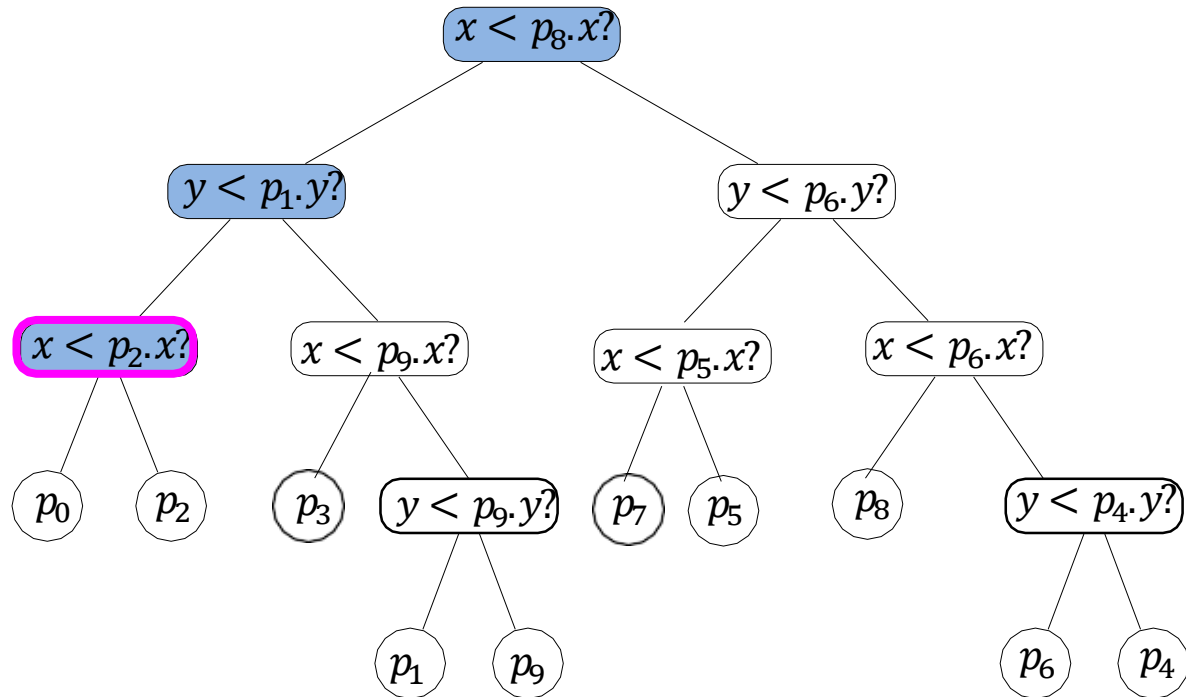 x < p₈.x?
y < p₁.y?
y < p₆.y?
x < p₂.x?
x < p₉.x?
x < p₅.x?
x < p₆.x?
p₀
p₂
p₃
y < p₉.y?
p₇
p₅
p₈
y < p₄.y?
p₁
p₉
p₆
p₄